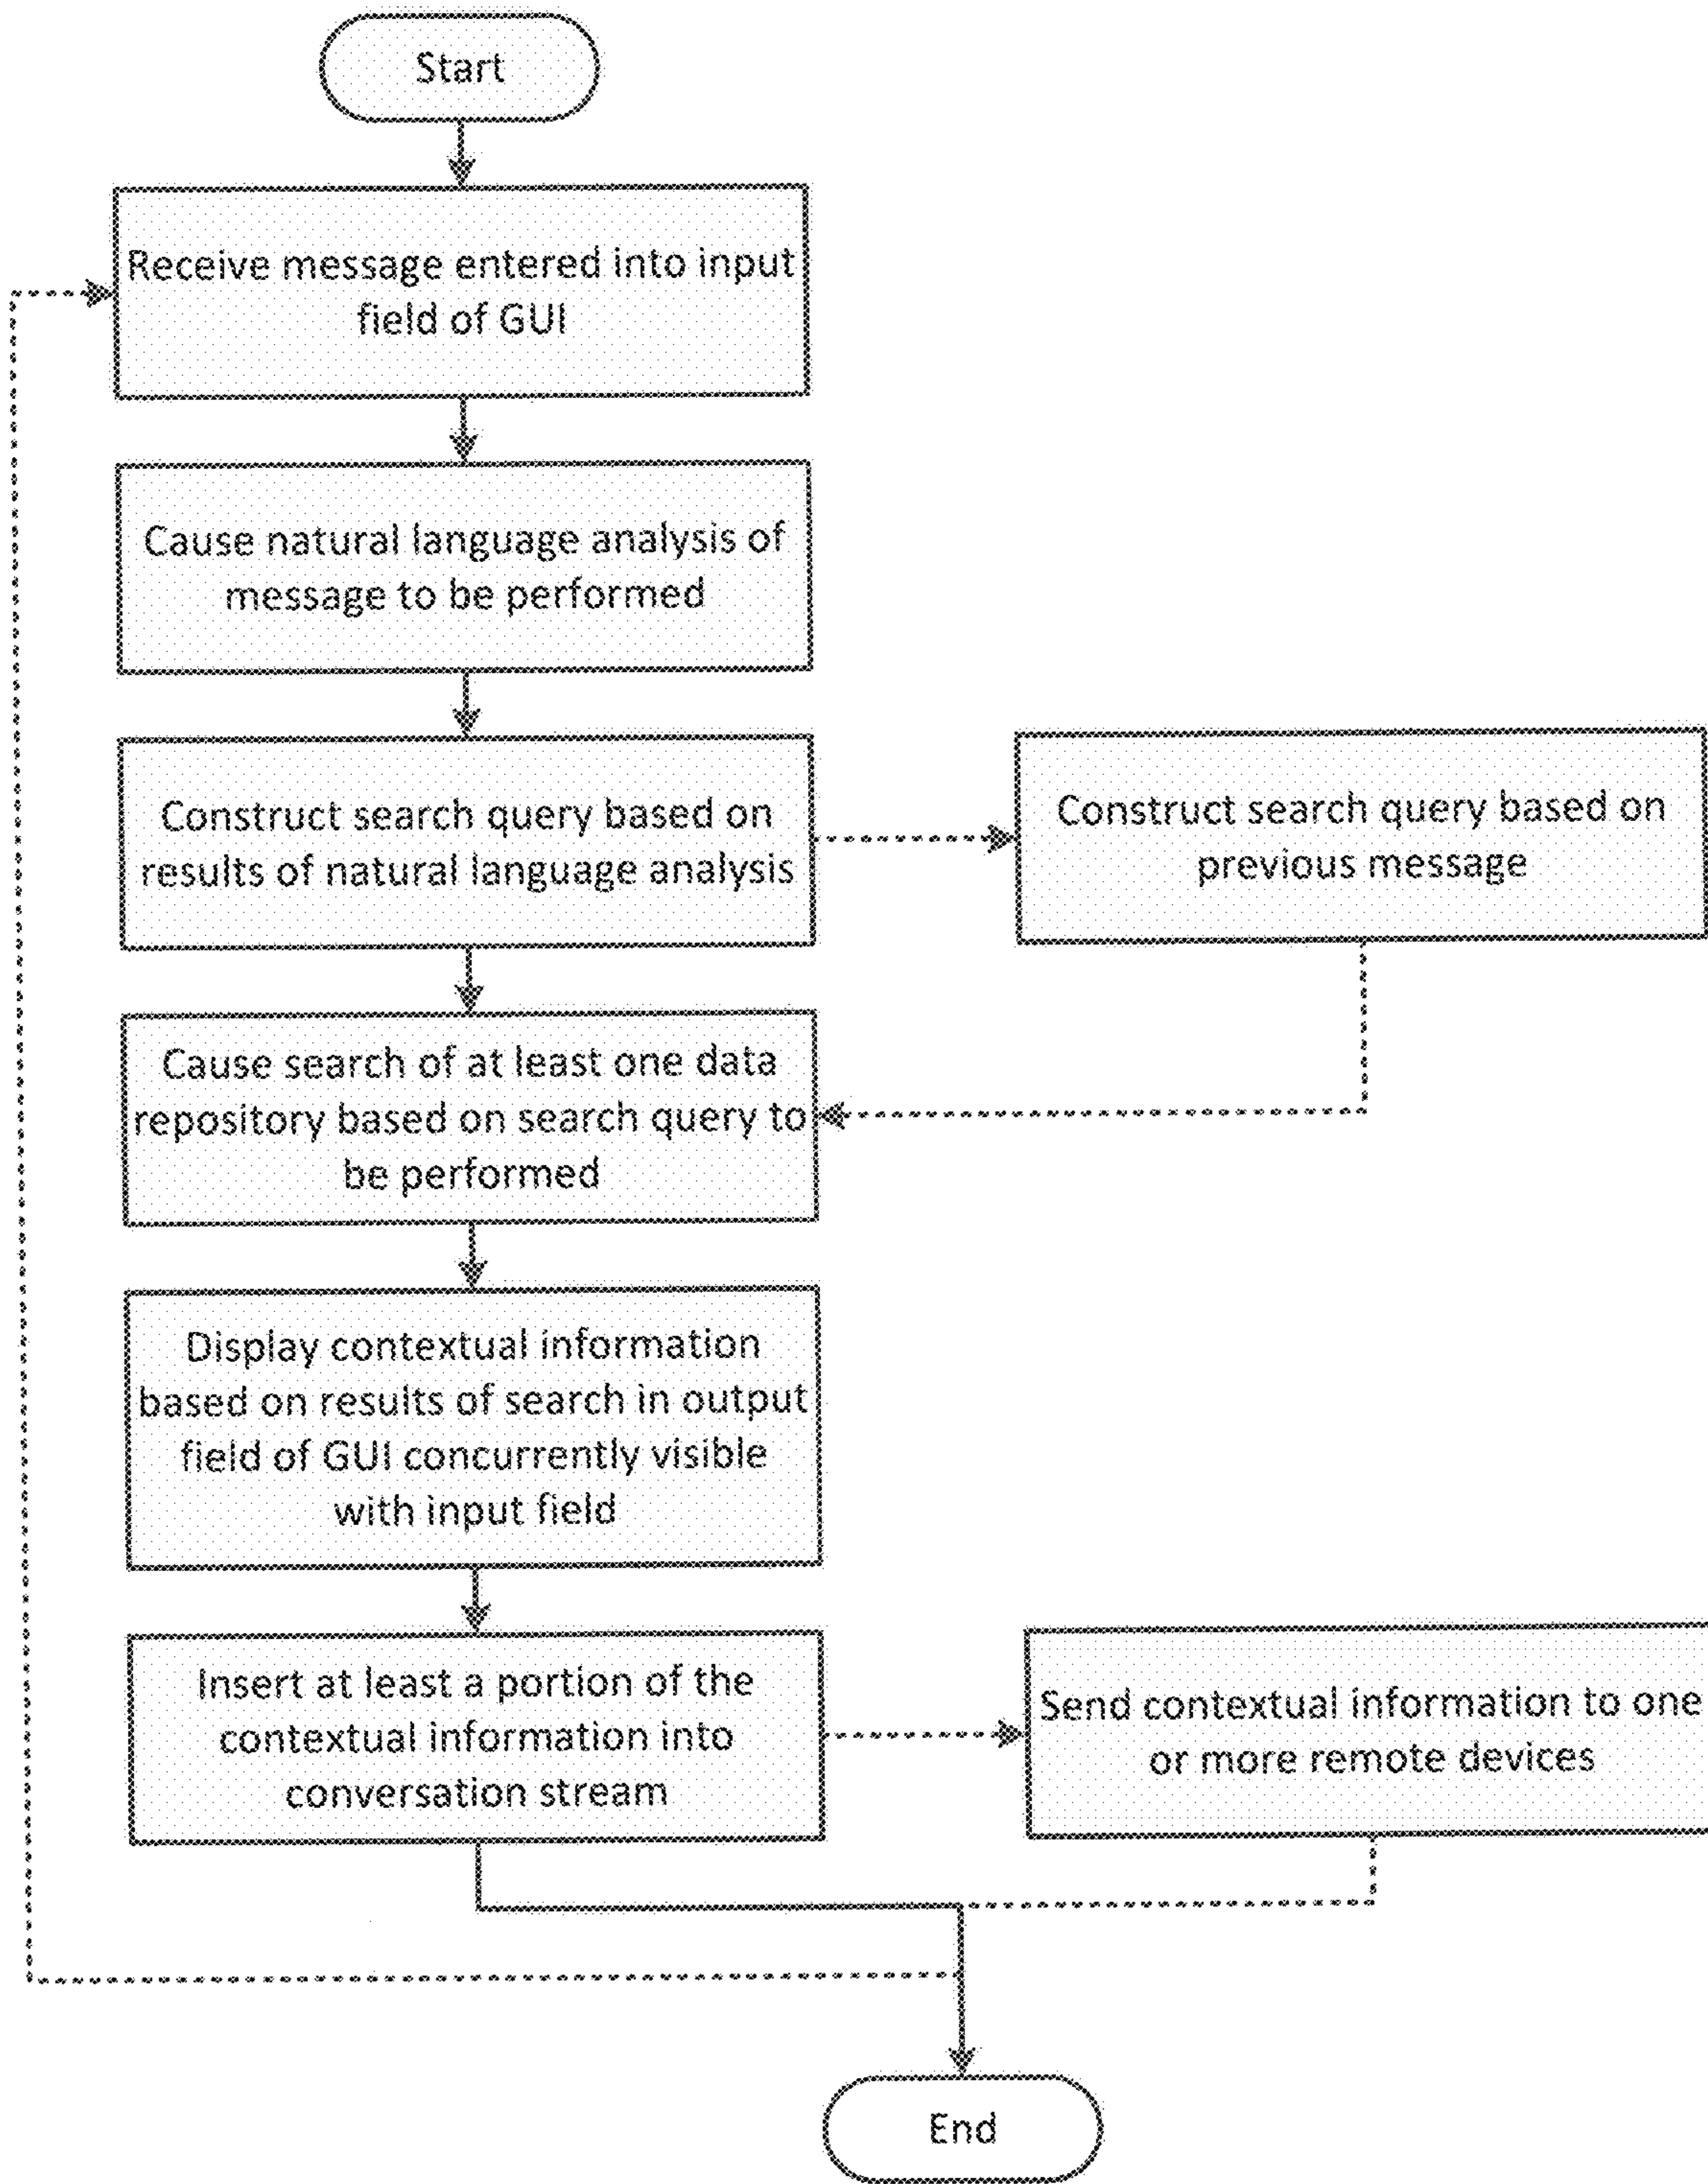 Start
Receive message entered into input
field of GUI
Cause natural language analysis of
message to be performed
Construct search query based on
results of natural language analysis
Construct search query based on
previous message
Cause search of at least one data
repository based on search query to
be performed
Display contextual information
based on results of search in output
field of GUI concurrently visible
with input field
Insert at least a portion of the
contextual information into
conversation stream
Send contextual information to one
or more remote devices
End